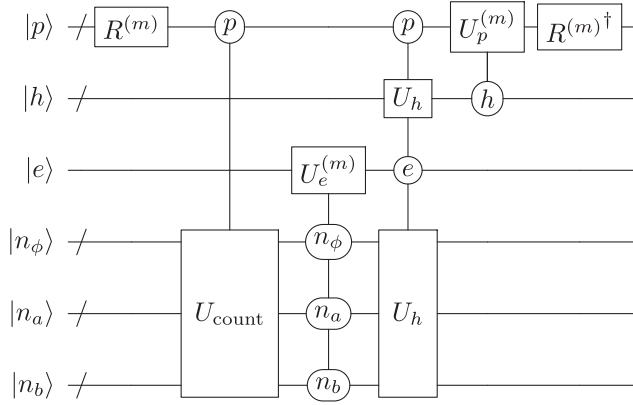 |p⟩ R^{(m)} p p U_p^{(m)} R^{(m)†}
|h⟩ U_h h
|e⟩ U_e^{(m)} e
|n_ϕ⟩ n_ϕ
|n_a⟩ U_count n_a U_h
|n_b⟩ n_b